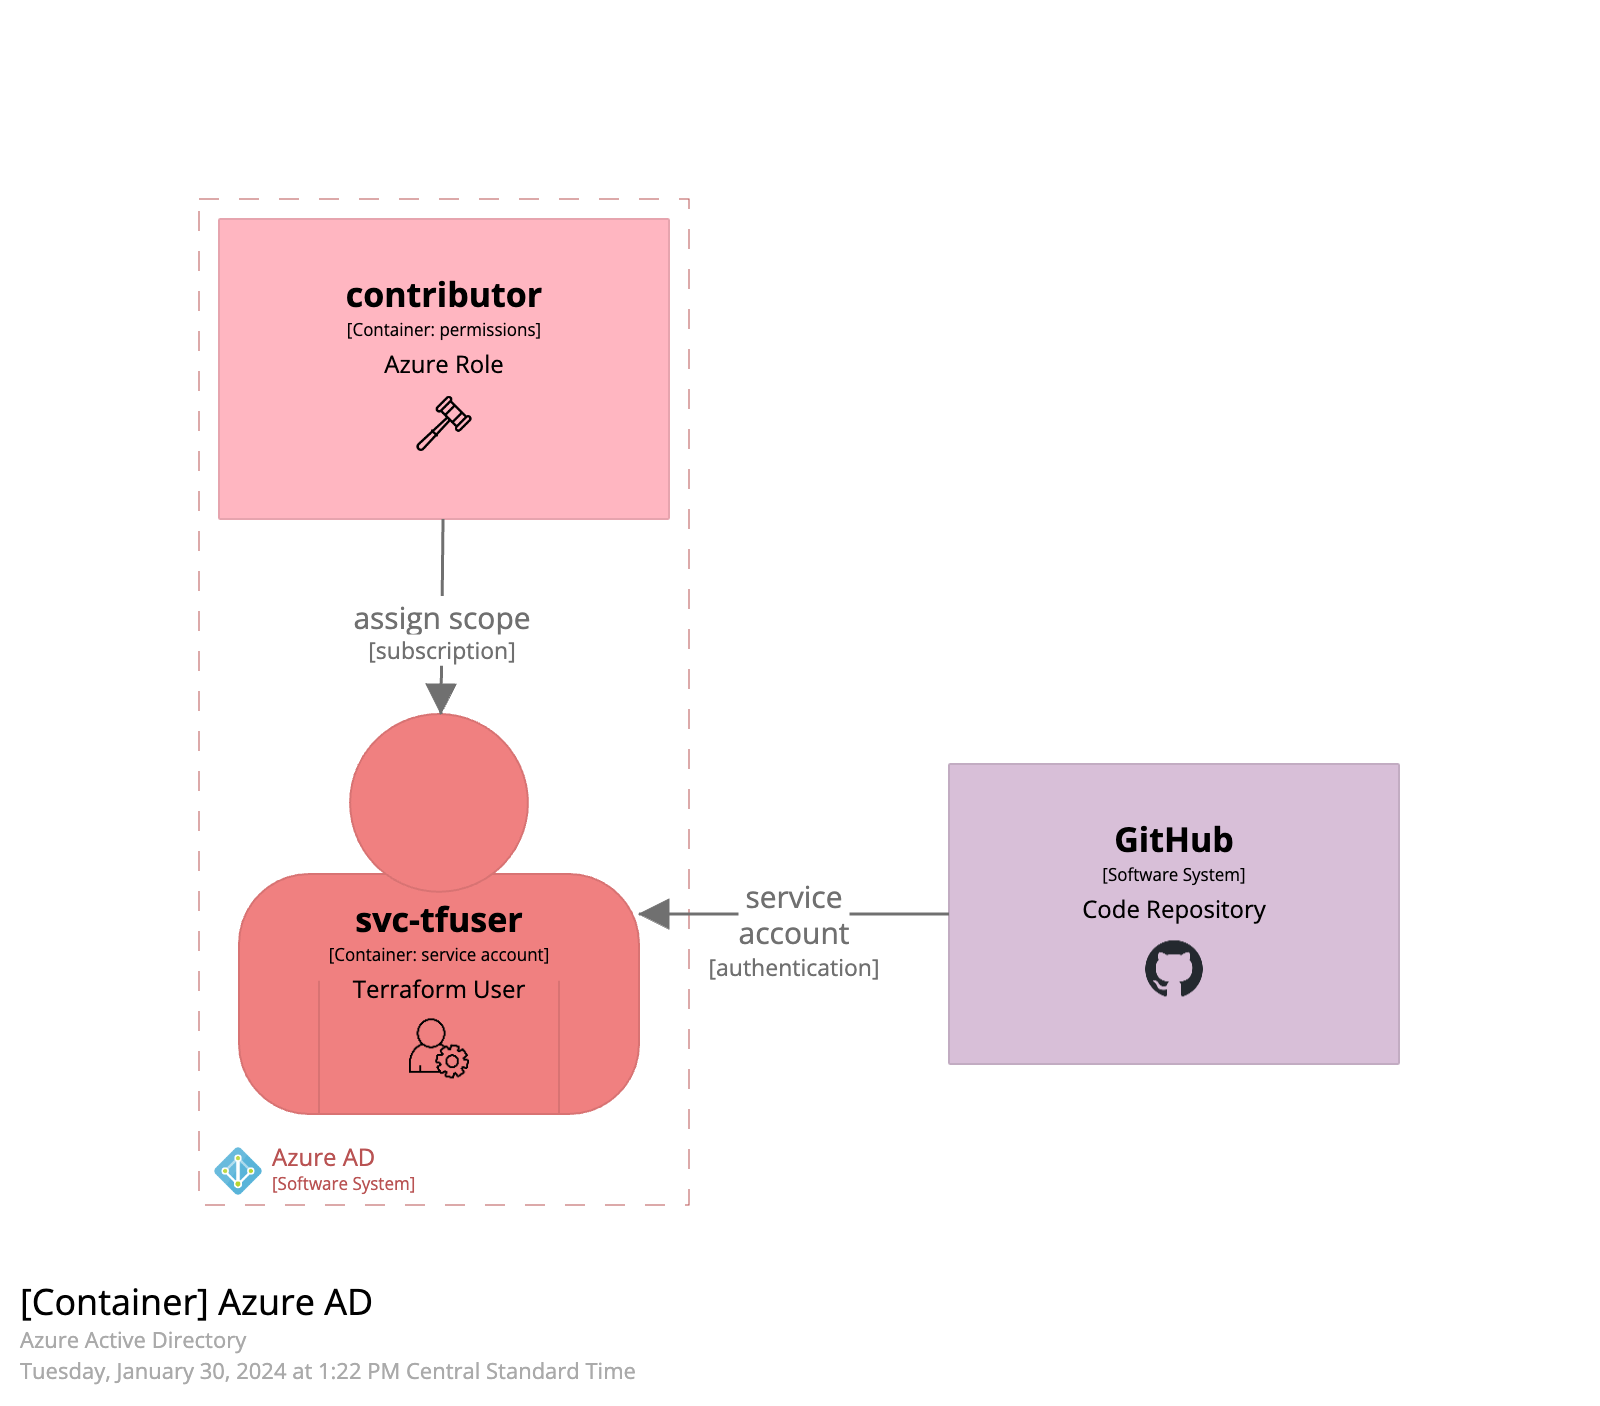 contributor
[Container: permissions]
Azure Role
assign scope
[subscription]
svc-tfuser
[Container: service account]
Terraform User
service
account
[authentication]
GitHub
[Software System]
Code Repository
Azure AD
[Software System]
[Container] Azure AD
Azure Active Directory
Tuesday, January 30, 2024 at 1:22 PM Central Standard Time